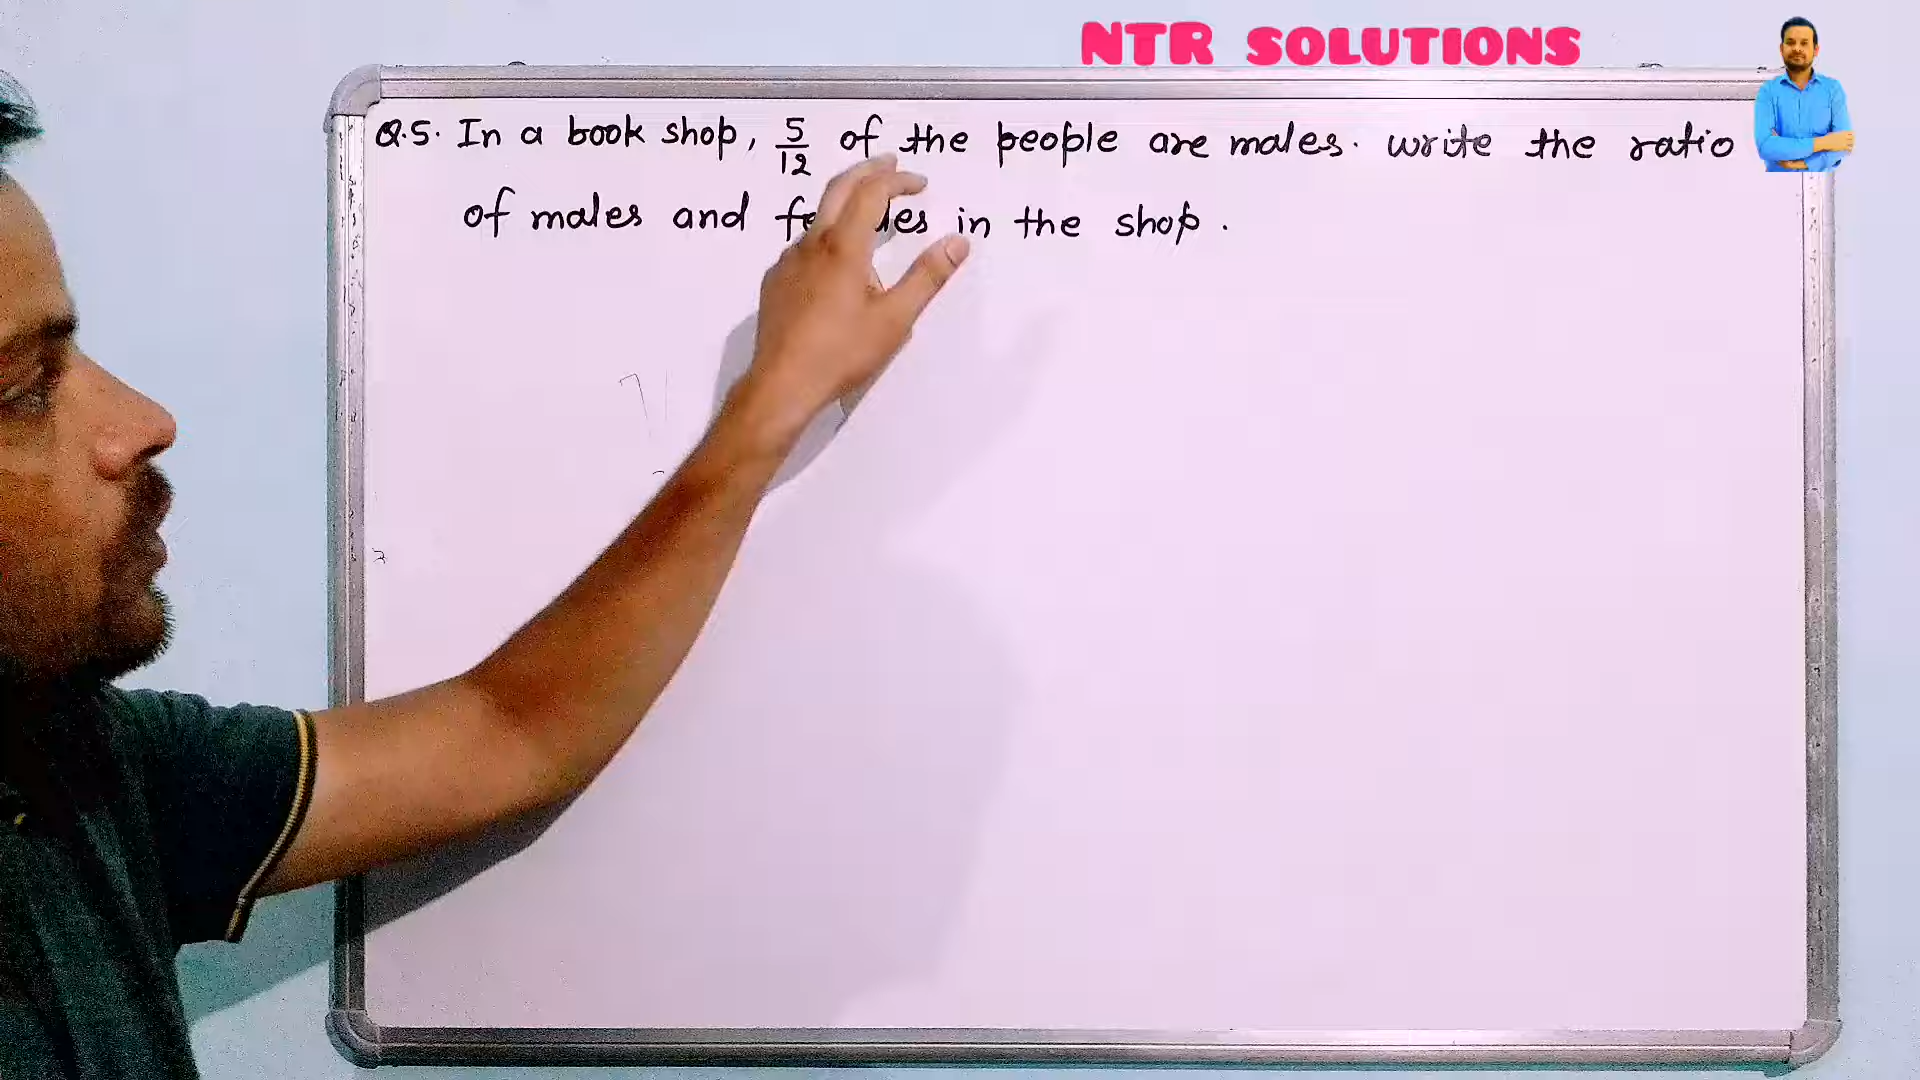 NTR SOLUTIONS
Q.5. In a book shop, 5/12 of the people are males. write the ratio
of males and in the shop.